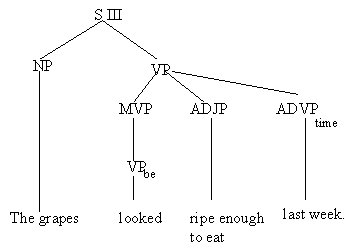 S III
NP VP
MVP ADJP ADVP time
VP be
The grapes looked ripe enough last week.
to eat